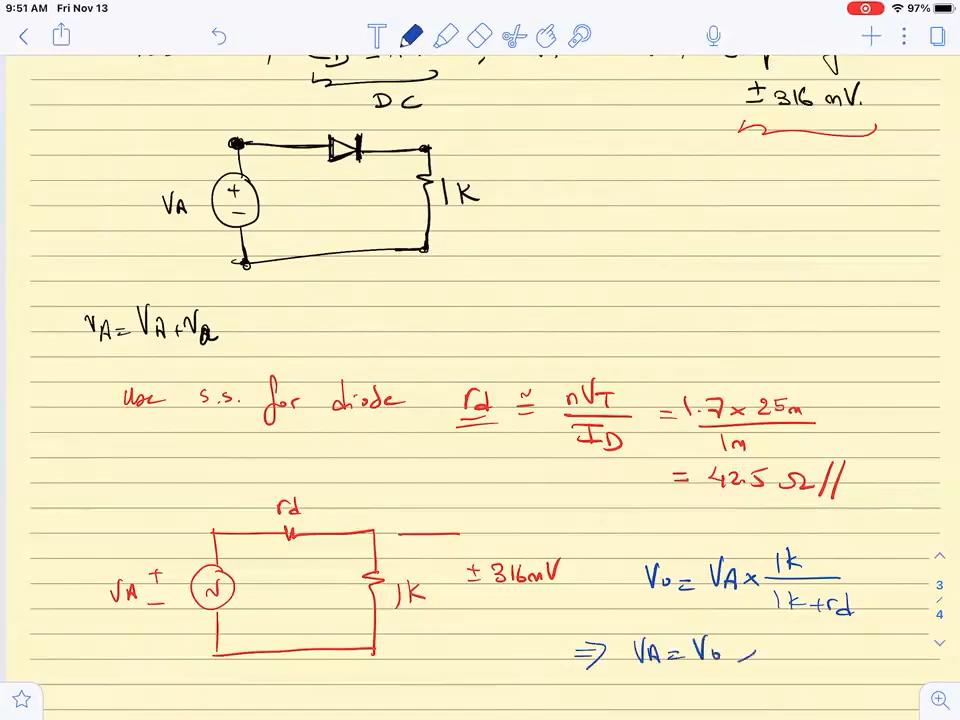 9:51 AM Fri Nov 13
97%
DC
± 316 mV.
VA
+
−
1K
vA = VA + Va
use s.s. for diode rd ≃ nVT / ID = 1.7 x 25m / 1m
= 42.5 Ω //
rd
VA + −
1K
± 316mV
Vo = VA x 1k / 1k + rd
⇒ VA = Vo
3
/
4